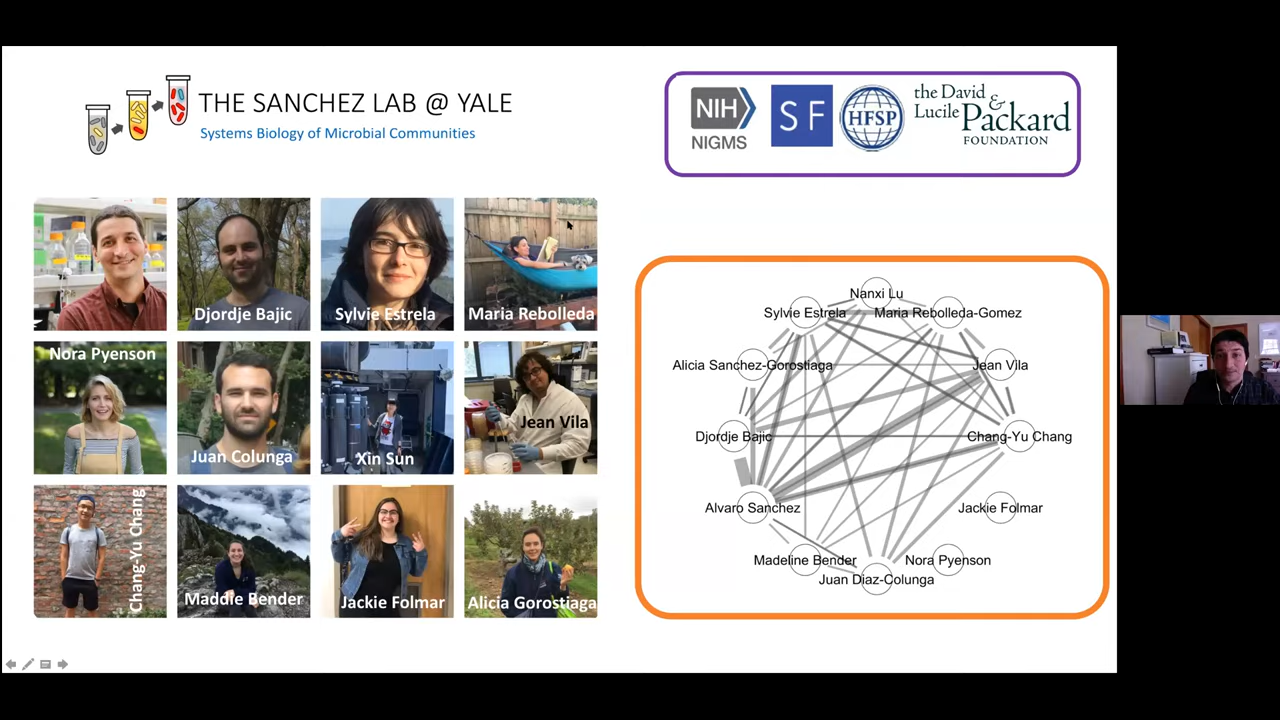 THE SANCHEZ LAB @ YALE
Systems Biology of Microbial Communities
NIH
NIGMS
SF
HFSP
the David
& Lucile
Packard
FOUNDATION
Djordje Bajic
Sylvie Estrela
Maria Rebolleda
Nora Pyenson
Juan Colunga
Xin Sun
Jean Vila
Chang-Yu Chang
Maddie Bender
Jackie Folmar
Alicia Gorostiaga
Nanxi Lu
Sylvie Estrela
Maria Rebolleda-Gomez
Alicia Sanchez-Gorostiaga
Jean Vila
Djordje Bajic
Chang-Yu Chang
Alvaro Sanchez
Jackie Folmar
Madeline Bender
Nora Pyenson
Juan Diaz-Colunga